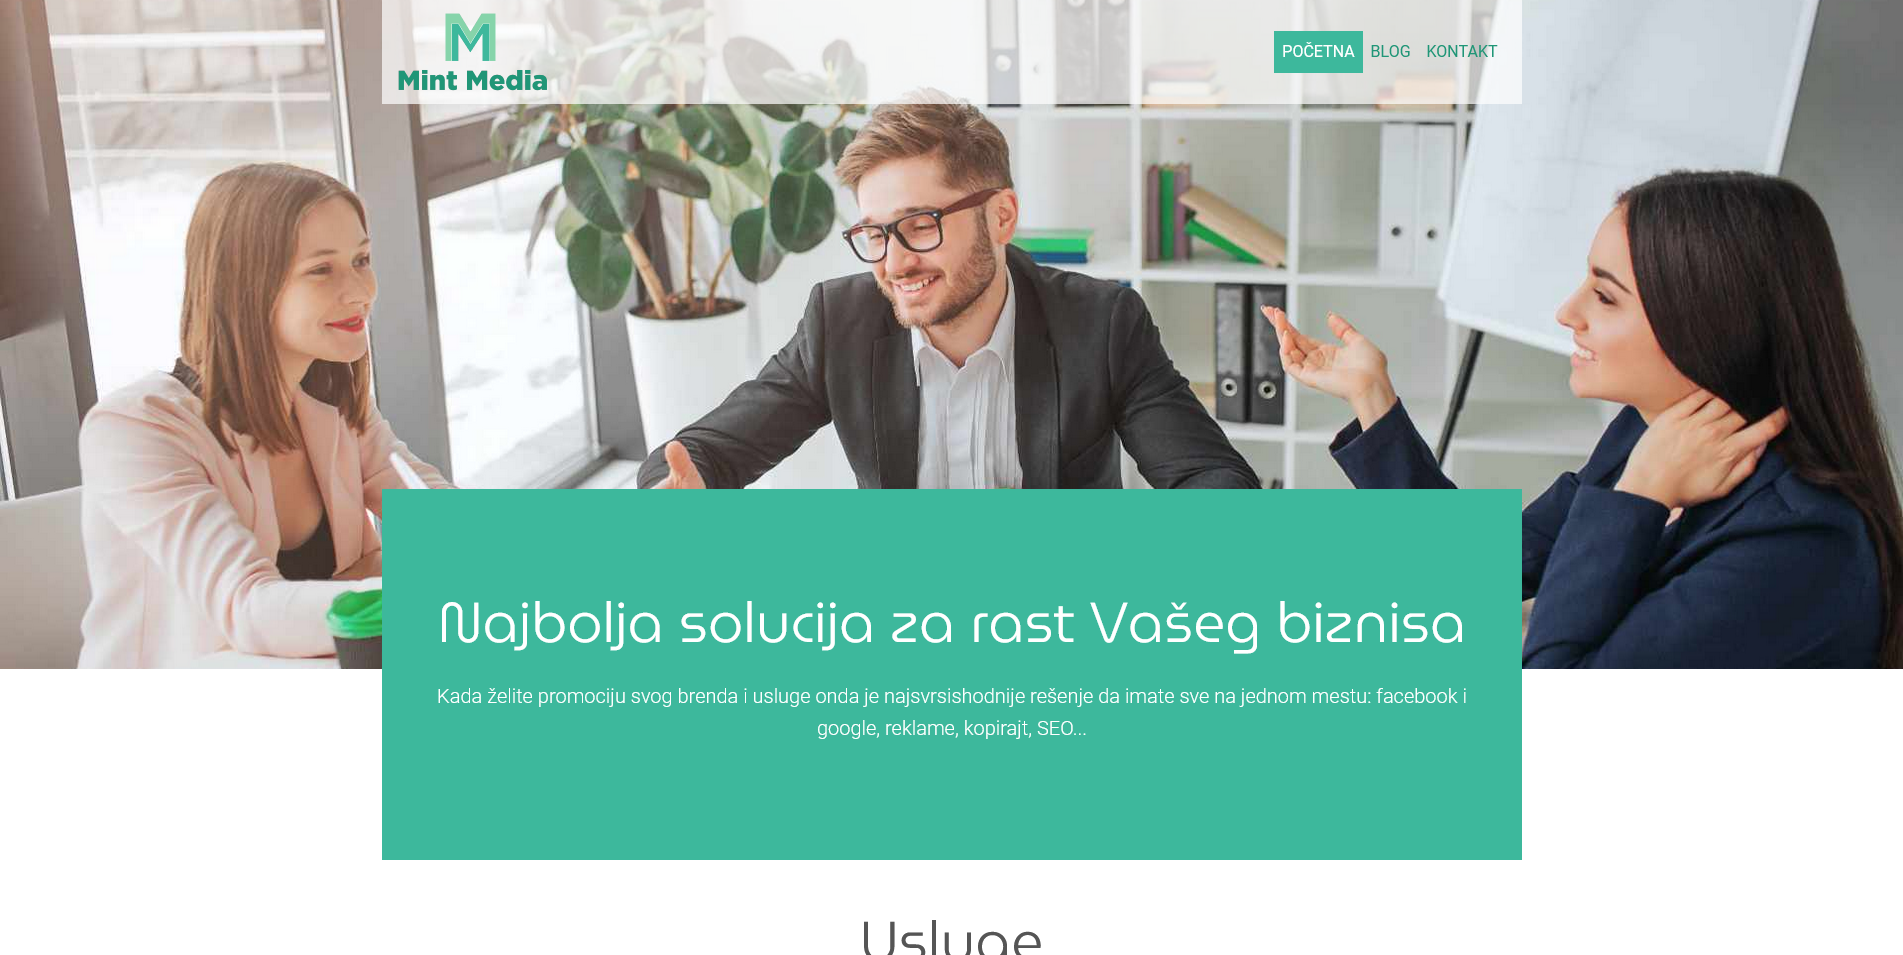 M
Mint Media
POČETNA BLOG KONTAKT
Najbolja solucija za rast Vašeg biznisa
Kada želite promociju svog brenda i usluge onda je najsvrsishodnije rešenje da imate sve na jednom mestu: facebook i
google, reklame, kopirajt, SEO...
Usluge